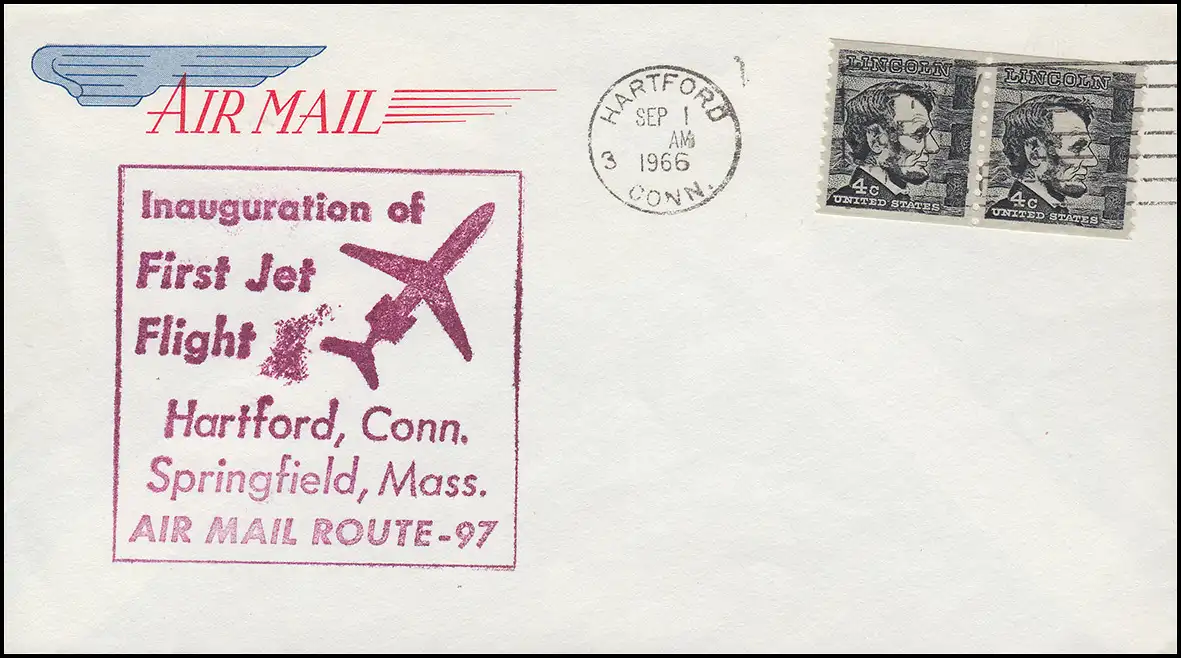 AIR MAIL
HARTFORD
SEP 1
AM
3 1966
CONN.
LINCOLN
4c
UNITED STATES
LINCOLN
4c
UNITED STATES
Inauguration of
First Jet
Flight
Hartford, Conn.
Springfield, Mass.
AIR MAIL ROUTE-97